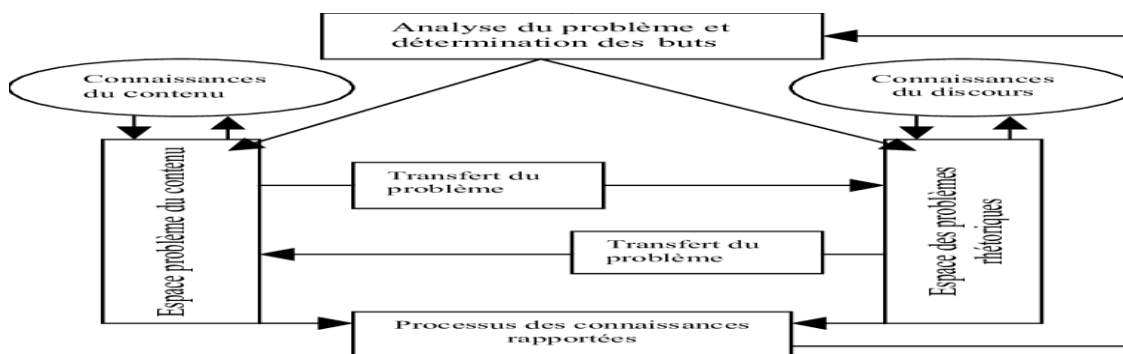 Analyse du problème et
détermination des buts
Connaissances
du contenu
Connaissances
du discours
Espace problème du contenu
Transfert du
problème
Transfert du
problème
Espace des problèmes
rhétoriques
Processus des connaissances
rapportées